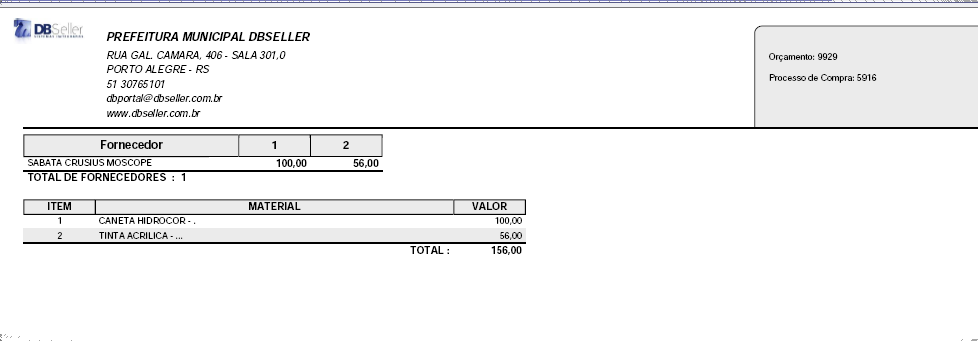 DBSeller
PREFEITURA MUNICIPAL DBSELLER
RUA GAL. CAMARA, 406 - SALA 301,0
PORTO ALEGRE - RS
51 30765101
dbportal@dbseller.com.br
www.dbseller.com.br
Orçamento: 9929
Processo de Compra: 5916
Fornecedor 1 2
SABATA CRUSIUS MOSCOPE 100,00 56,00
TOTAL DE FORNECEDORES : 1
ITEM MATERIAL VALOR
1 CANETA HIDROCOR - . 100,00
2 TINTA ACRILICA - ... 56,00
TOTAL : 156,00